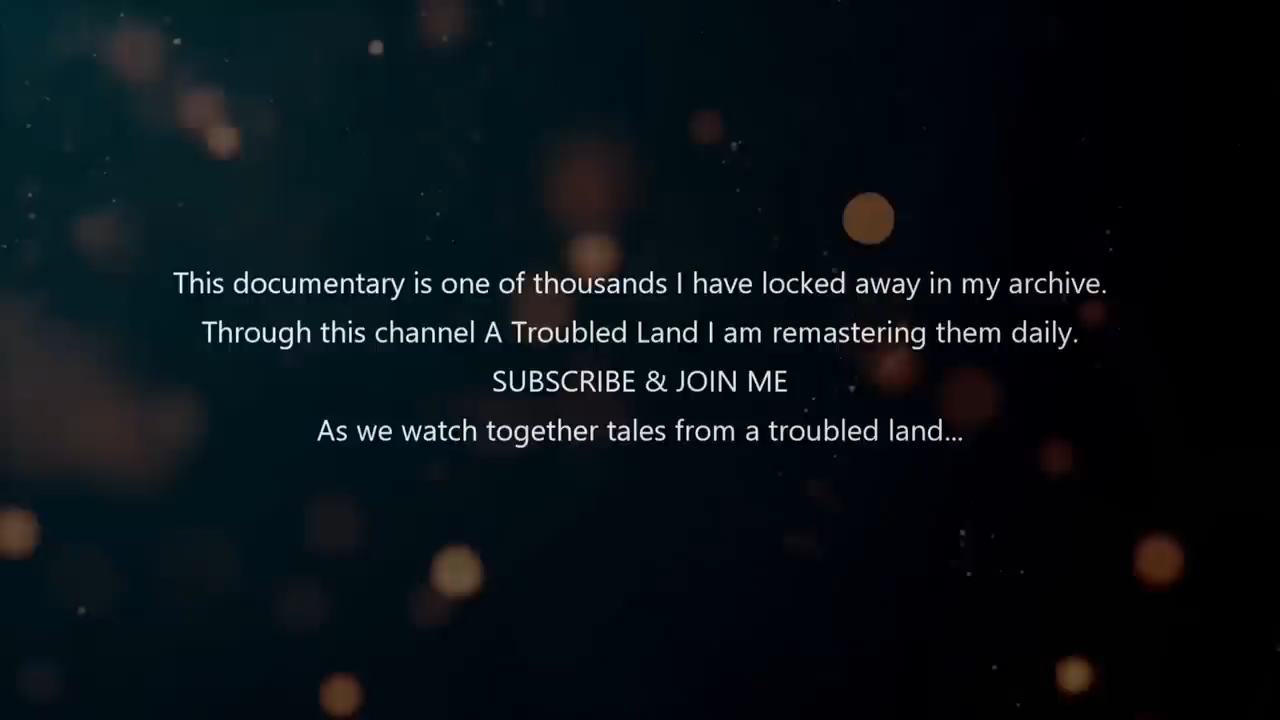 This documentary is one of thousands I have locked away in my archive.
Through this channel A Troubled Land I am remastering them daily.
SUBSCRIBE & JOIN ME
As we watch together tales from a troubled land...